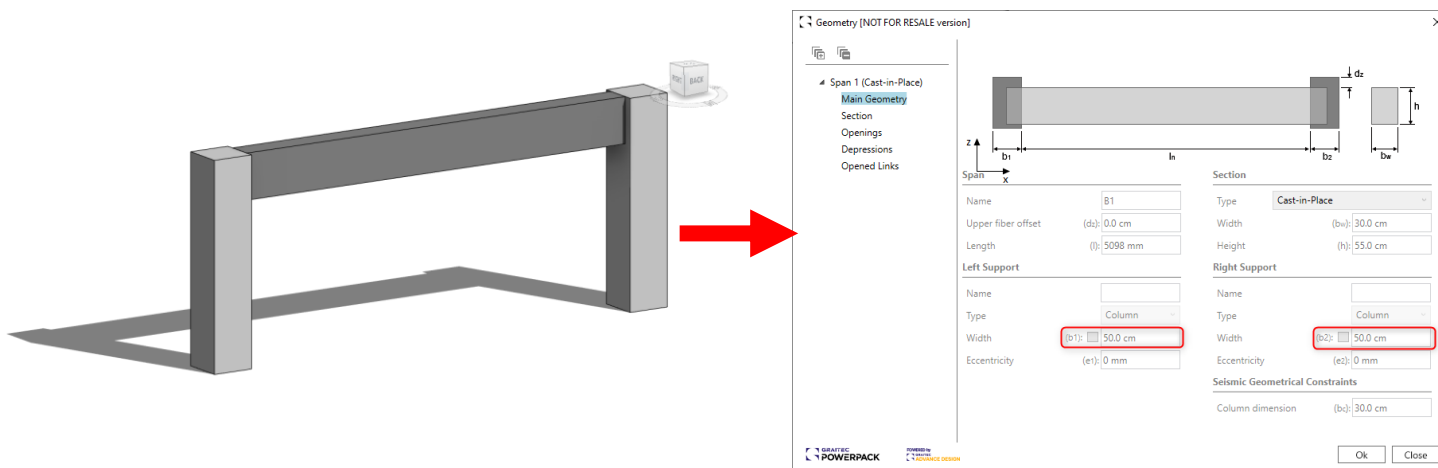 RIGHT BACK
Geometry [NOT FOR RESALE version]
Span 1 (Cast-in-Place)
Main Geometry
Section
Openings
Depressions
Opened Links
dz
h
z
x
b1
ln
b2
bw
Span
Name B1
Upper fiber offset (dz): 0.0 cm
Length (l): 5098 mm
Section
Type Cast-in-Place
Width (bw): 30.0 cm
Height (h): 55.0 cm
Left Support
Name
Type Column
Width (b1): 50.0 cm
Eccentricity (e1): 0 mm
Right Support
Name
Type Column
Width (b2): 50.0 cm
Eccentricity (e2): 0 mm
Seismic Geometrical Constraints
Column dimension (bc): 30.0 cm
GRAITEC
POWERPACK
POWERED by
GRAITEC
ADVANCE DESIGN
Ok Close